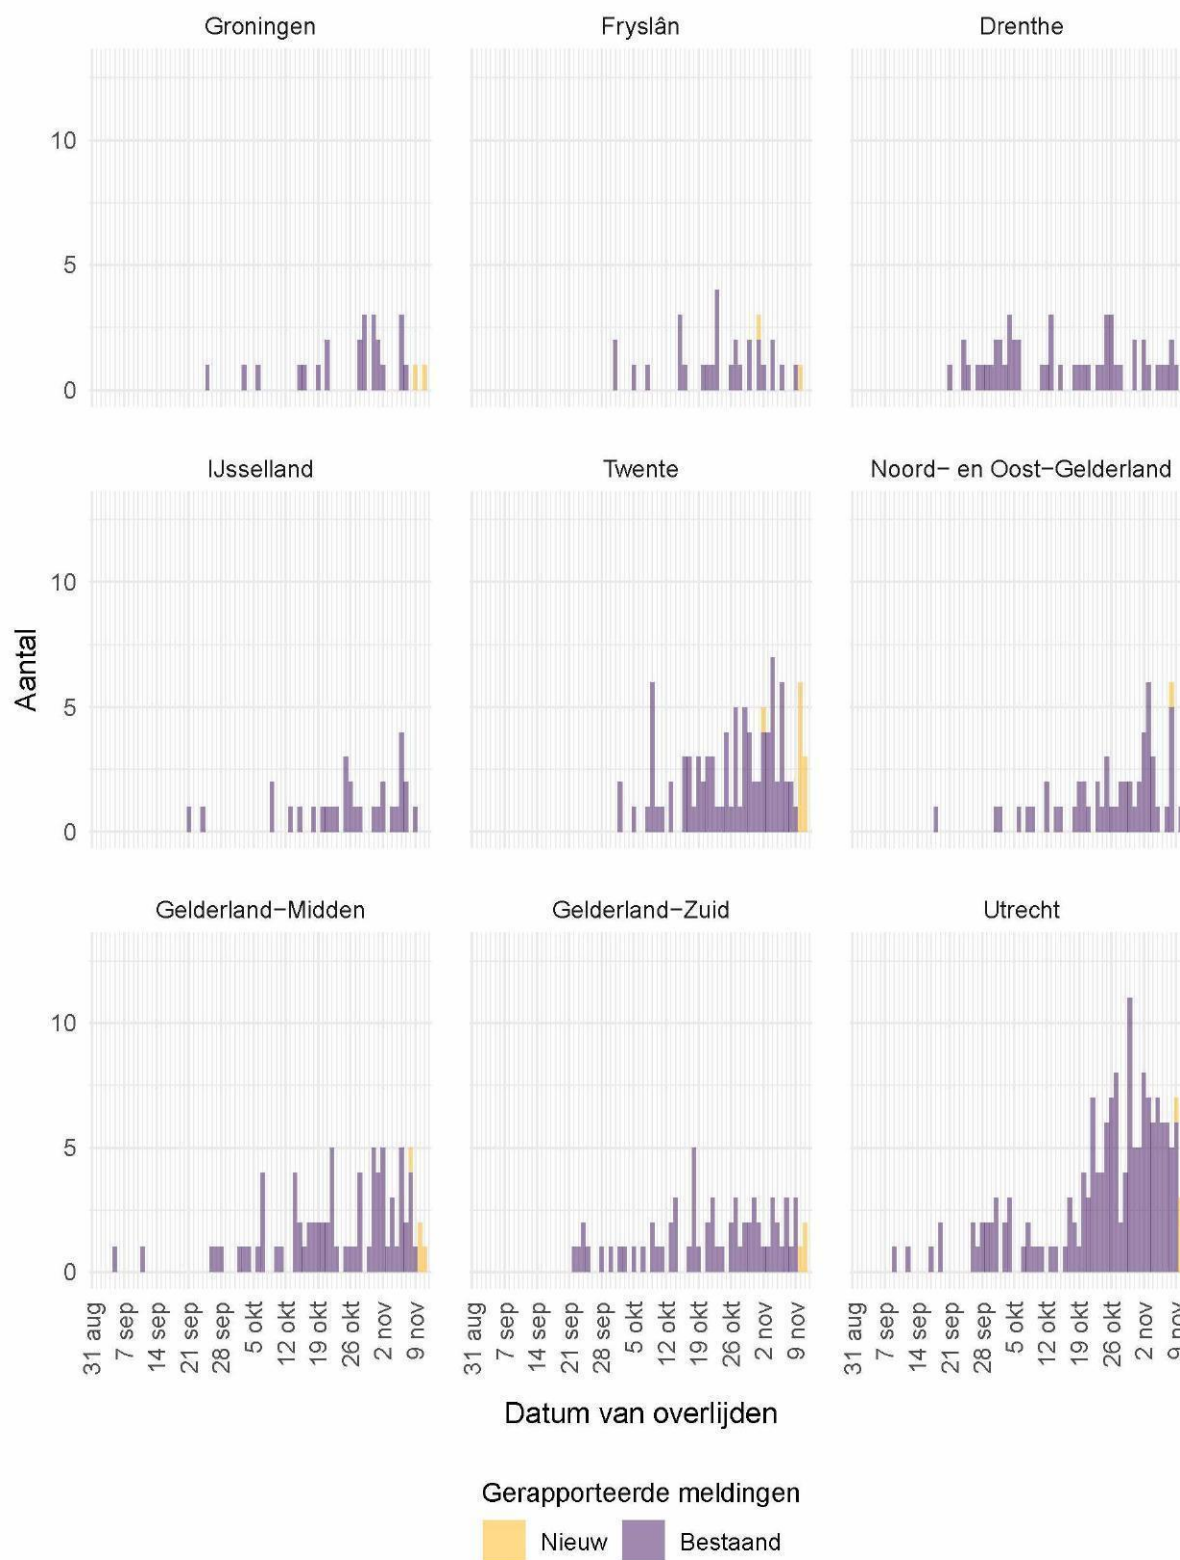 Groningen Fryslân Drenthe
10
5
0
IJsselland Twente Noord- en Oost-Gelderland
10
5
0
Aantal
Gelderland-Midden Gelderland-Zuid Utrecht
10
5
0
31 aug 7 sep 14 sep 21 sep 28 sep 5 okt 12 okt 19 okt 26 okt 2 nov 9 nov 31 aug 7 sep 14 sep 21 sep 28 sep 5 okt 12 okt 19 okt 26 okt 2 nov 9 nov 31 aug 7 sep 14 sep 21 sep 28 sep 5 okt 12 okt 19 okt 26 okt 2 nov 9 nov
Datum van overlijden
Gerapporteerde meldingen
Nieuw Bestaand